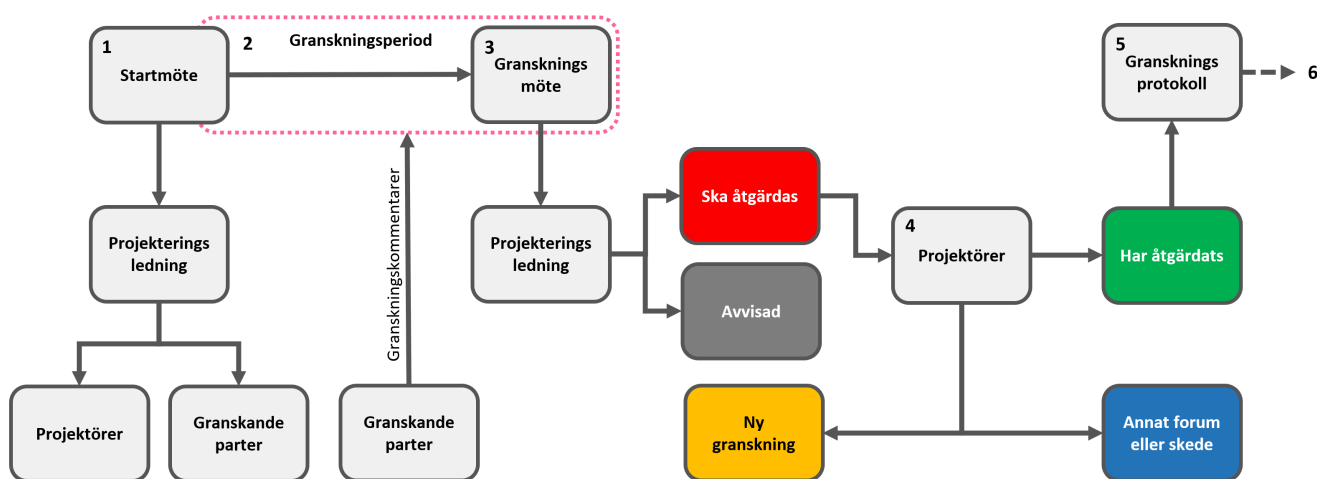 1
Startmöte
2
Granskningsperiod
3
Gransknings
möte
5
Gransknings
protokoll
6
Granskningskommentarer
Ska åtgärdas
Projekterings
ledning
Projekterings
ledning
4
Projektörer
Har åtgärdats
Avvisad
Projektörer
Granskande
parter
Granskande
parter
Ny
granskning
Annat forum
eller skede